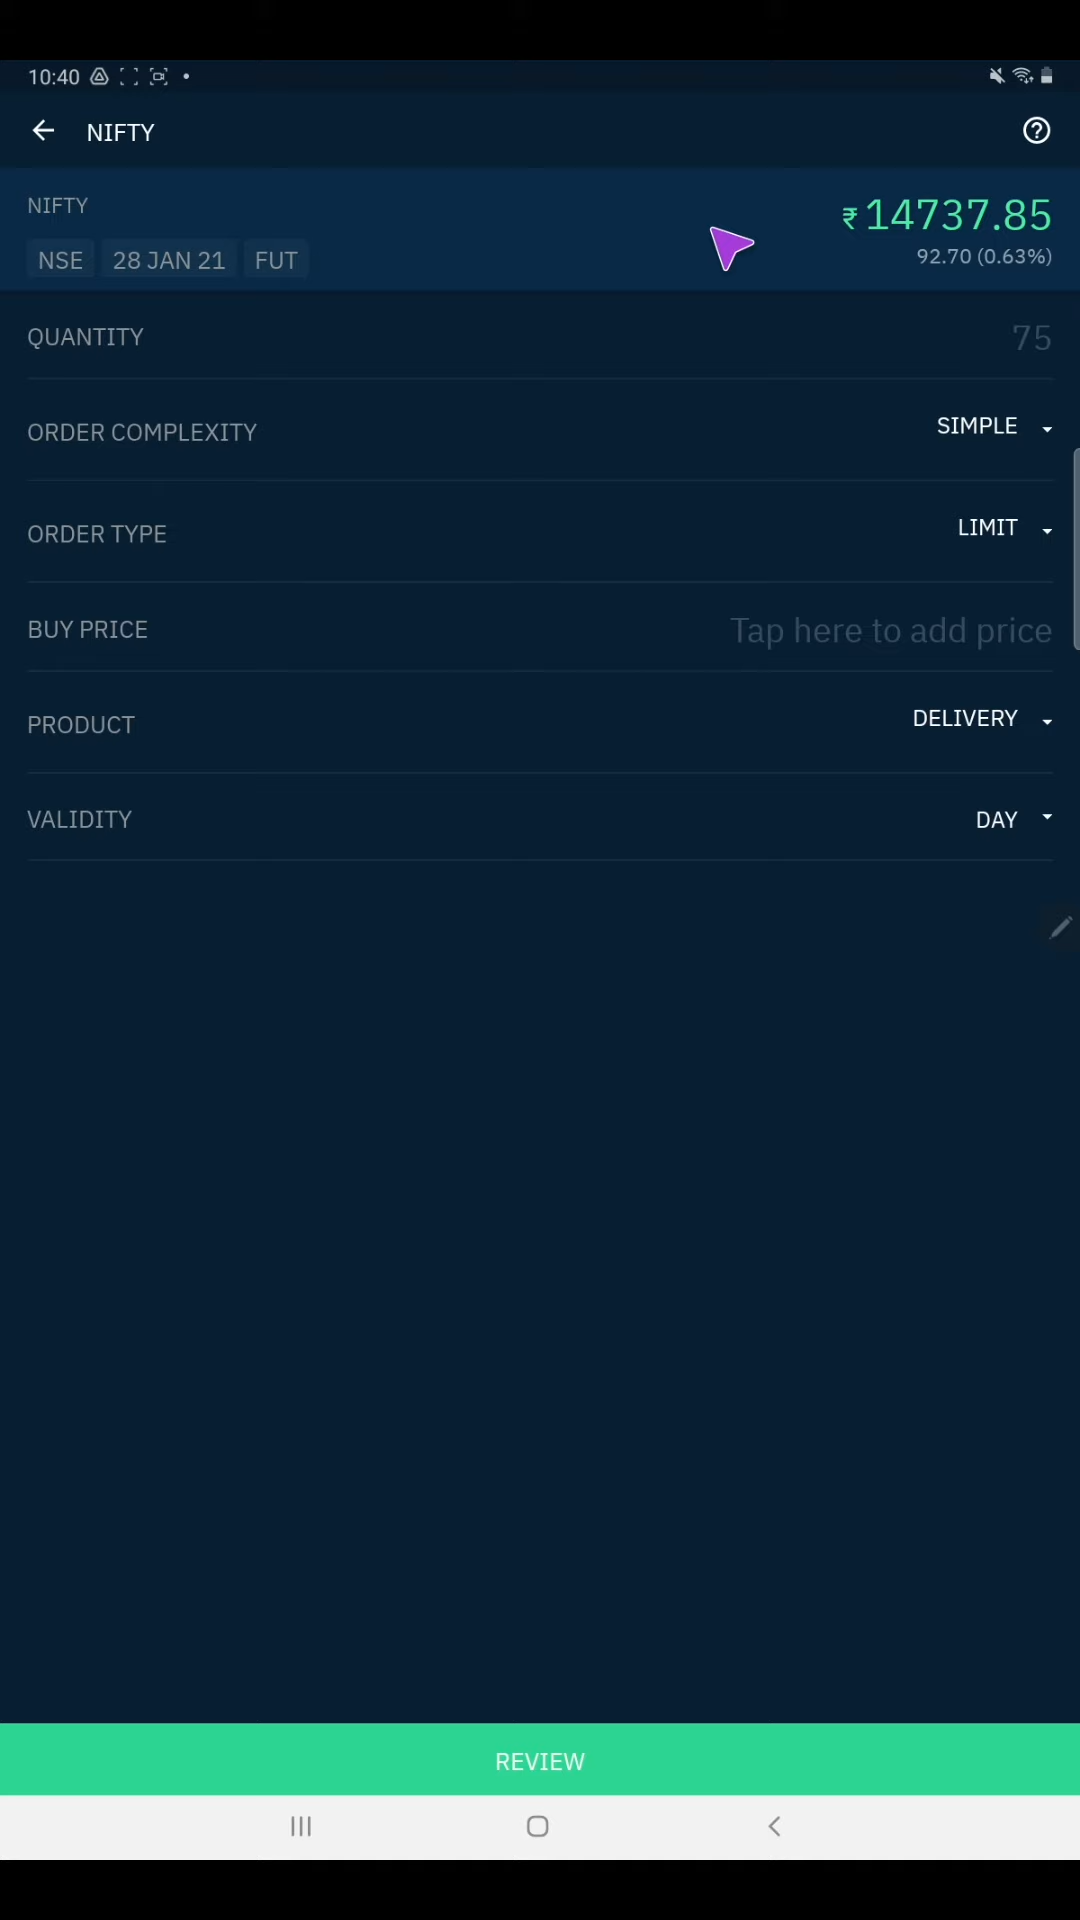 10:40
NIFTY
NIFTY
₹14737.85
NSE 28 JAN 21 FUT
92.70 (0.63%)
QUANTITY 75
ORDER COMPLEXITY SIMPLE
ORDER TYPE LIMIT
BUY PRICE Tap here to add price
PRODUCT DELIVERY
VALIDITY DAY
REVIEW